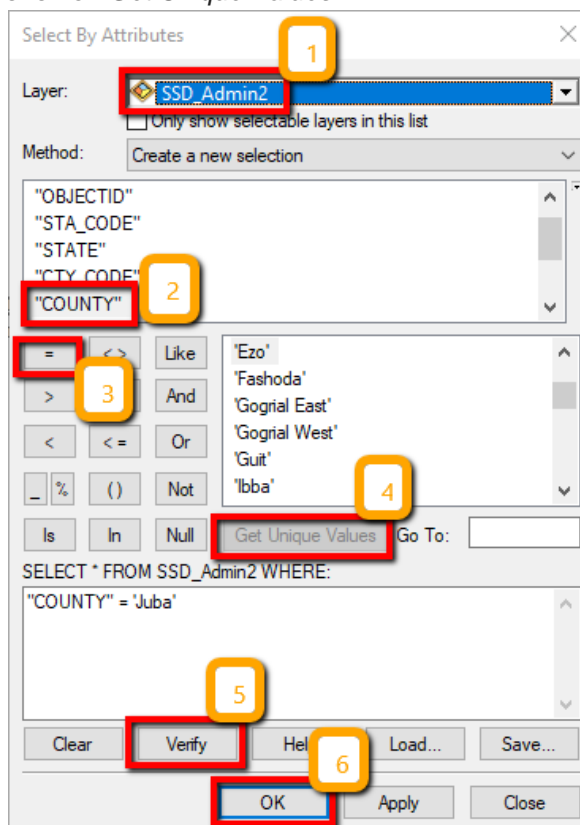 Select By Attributes
1
Layer: SSD_Admin2
Only show selectable layers in this list
Method: Create a new selection
"OBJECTID"
"STA_CODE"
"STATE"
"CTY_CODE"
"COUNTY"
2
= < > Like
3
> And
< < = Or
_ % ( ) Not
Is In Null
'Ezo'
'Fashoda'
'Gogrial East'
'Gogrial West'
'Guit'
'Ibba'
4
Get Unique Values Go To:
SELECT * FROM SSD_Admin2 WHERE:
"COUNTY" = 'Juba'
5
Clear Verify Hel Load... Save...
6
OK Apply Close